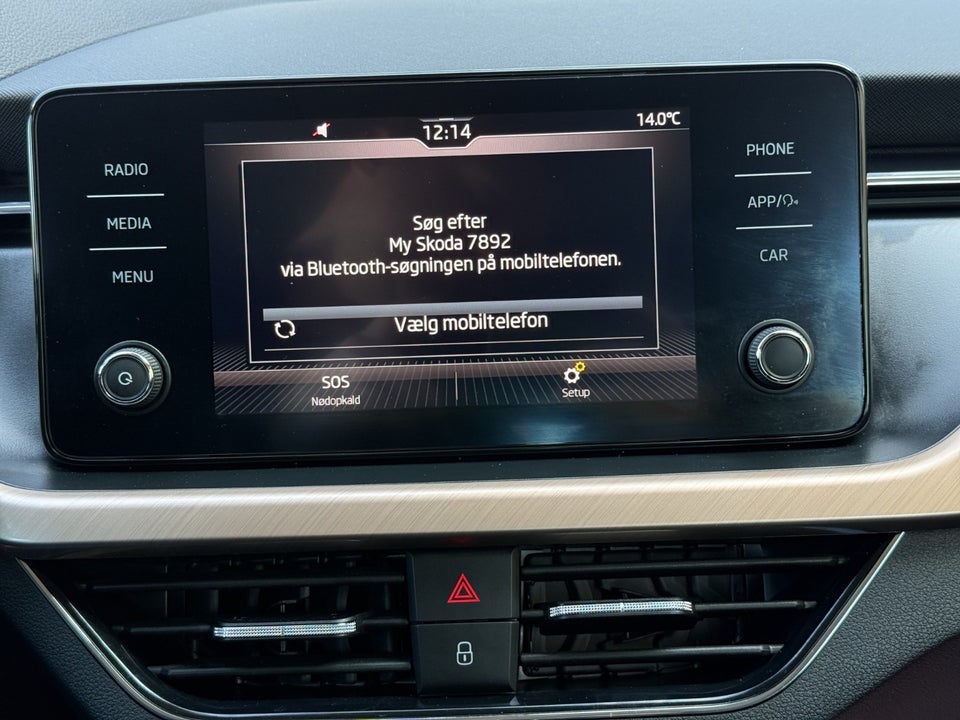 12:14
14.0°C
RADIO
MEDIA
MENU
Søg efter
My Skoda 7892
via Bluetooth-søgningen på mobiltelefonen.
Vælg mobiltelefon
SOS
Nødopkald
Setup
PHONE
APP/
CAR